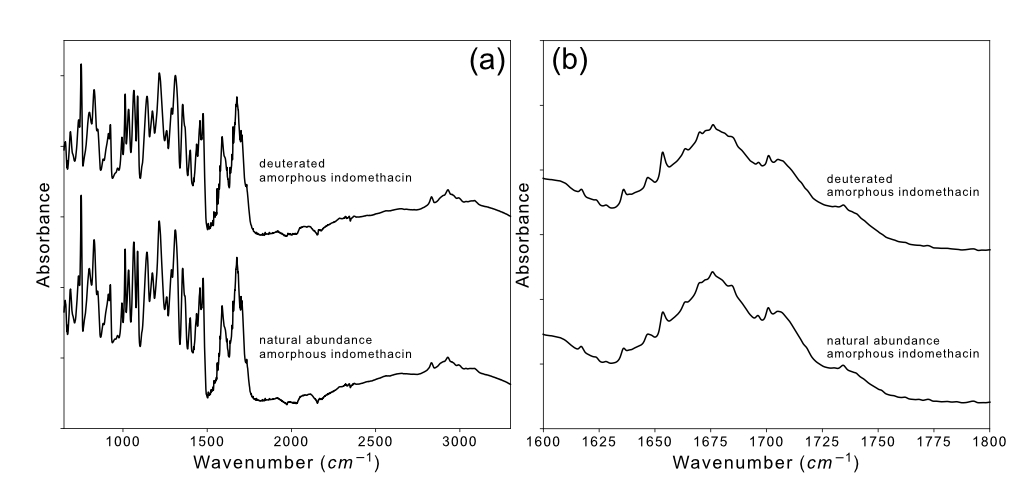 (a)
Absorbance
deuterated
amorphous indomethacin
natural abundance
amorphous indomethacin
1000 1500 2000 2500 3000
Wavenumber (cm⁻¹)
(b)
Absorbance
deuterated
amorphous indomethacin
natural abundance
amorphous indomethacin
1600 1625 1650 1675 1700 1725 1750 1775 1800
Wavenumber (cm⁻¹)